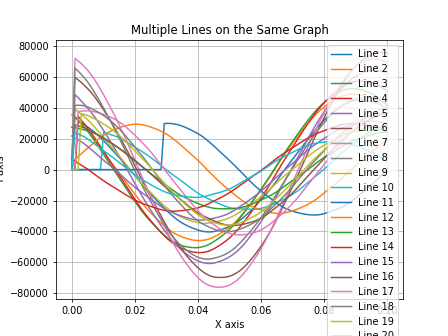 Multiple Lines on the Same Graph
80000
60000
40000
20000
0
−20000
−40000
−60000
−80000
0.00
0.02
0.04
0.06
X axis
Line 1
Line 2
Line 3
Line 4
Line 5
Line 6
Line 7
Line 8
Line 9
Line 10
Line 11
Line 12
Line 13
Line 14
Line 15
Line 16
Line 17
Line 18
Line 19